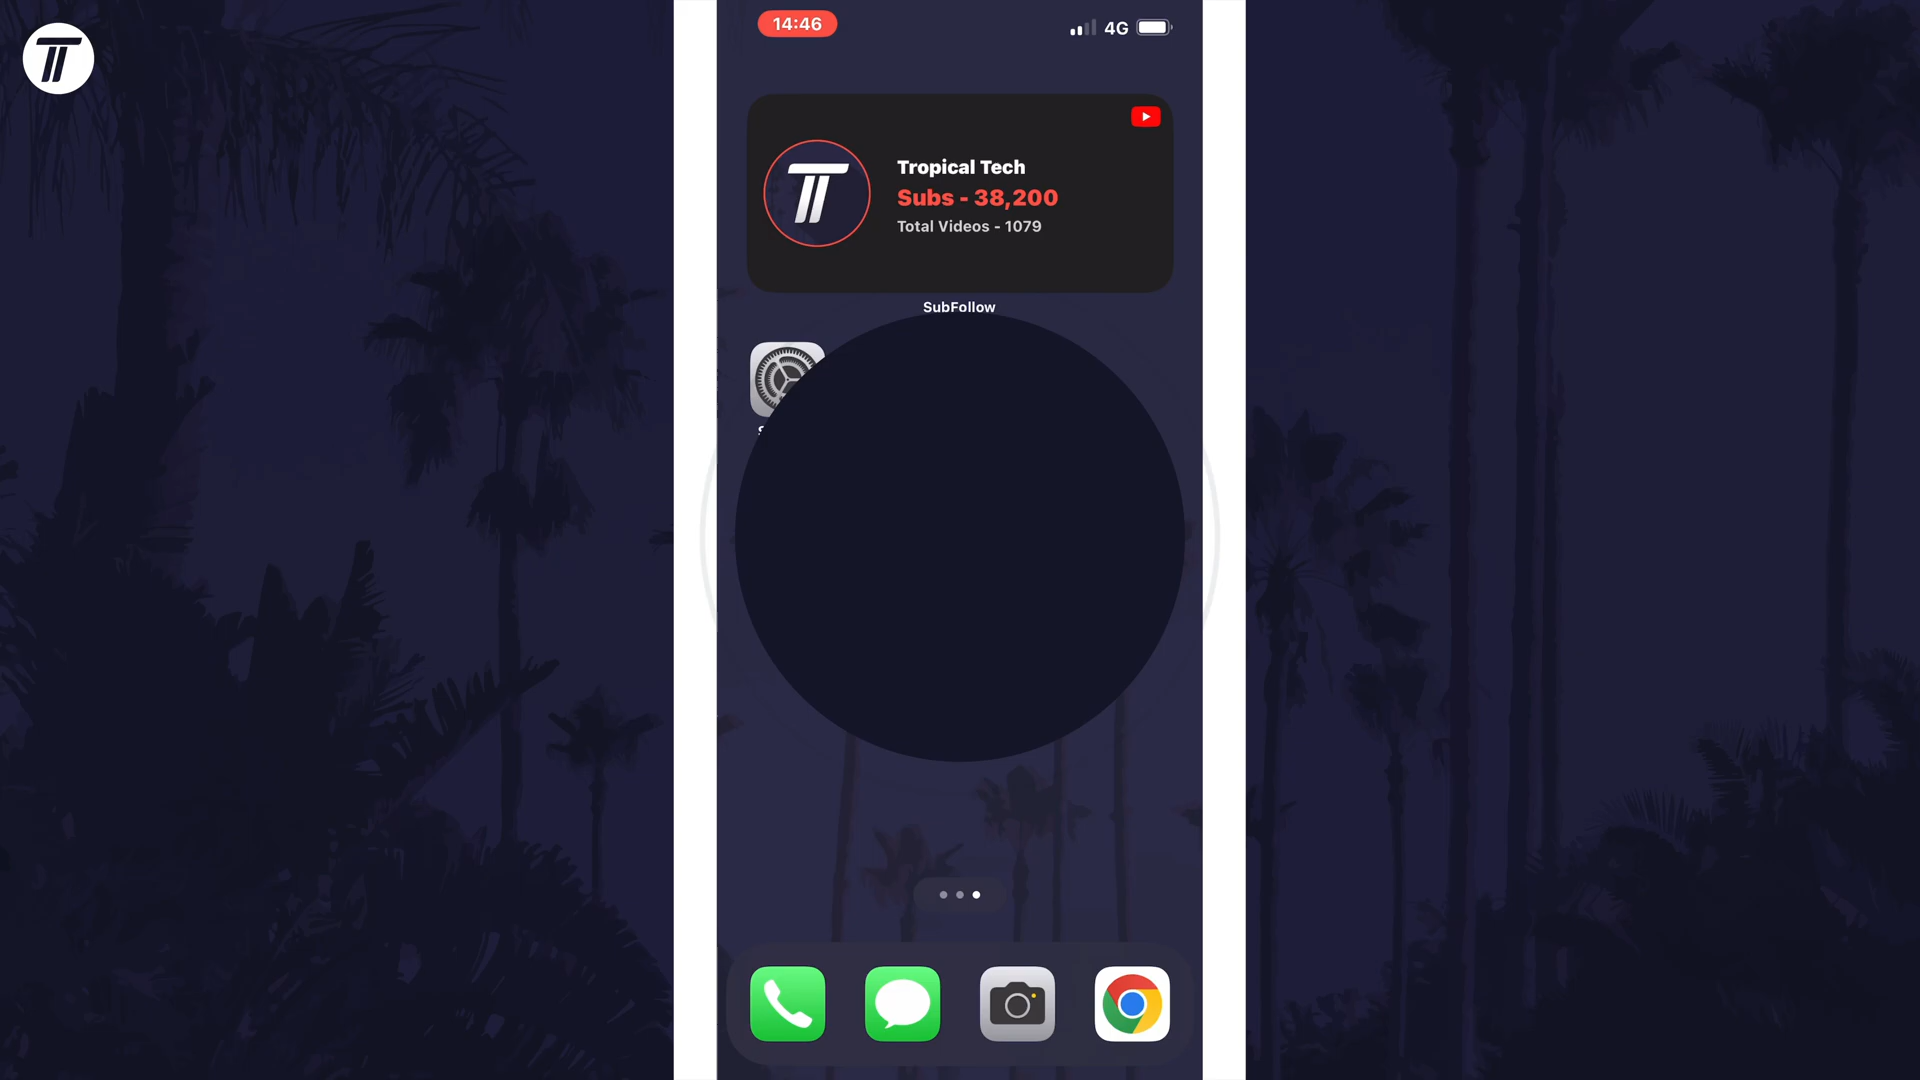 14:46
4G
Tropical Tech
Subs - 38,200
Total Videos - 1079
SubFollow